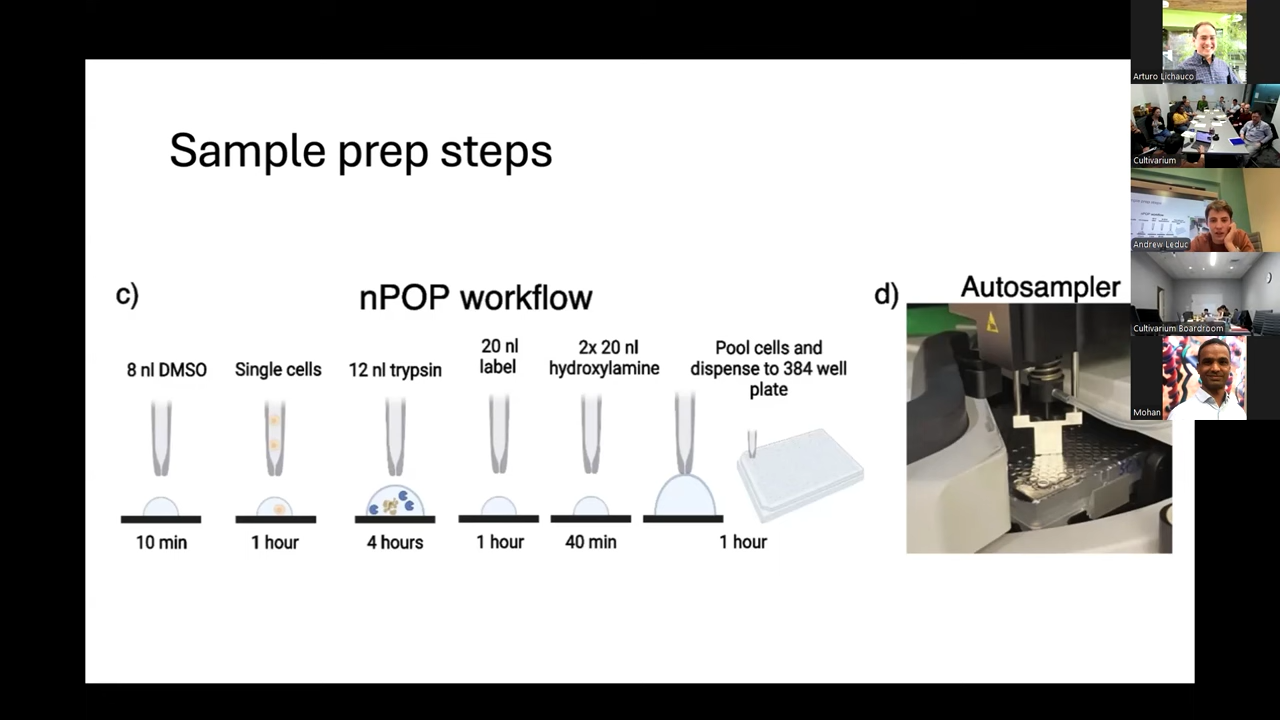 Sample prep steps
c)
nPOP workflow
8 nl DMSO
Single cells
12 nl trypsin
20 nl
label
2x 20 nl
hydroxylamine
Pool cells and
dispense to 384 well
plate
10 min
1 hour
4 hours
1 hour
40 min
1 hour
d)
Autosampler
Arturo Lichauco
Cultivarium
Andrew Leduc
Cultivarium Boardroom
Mohan